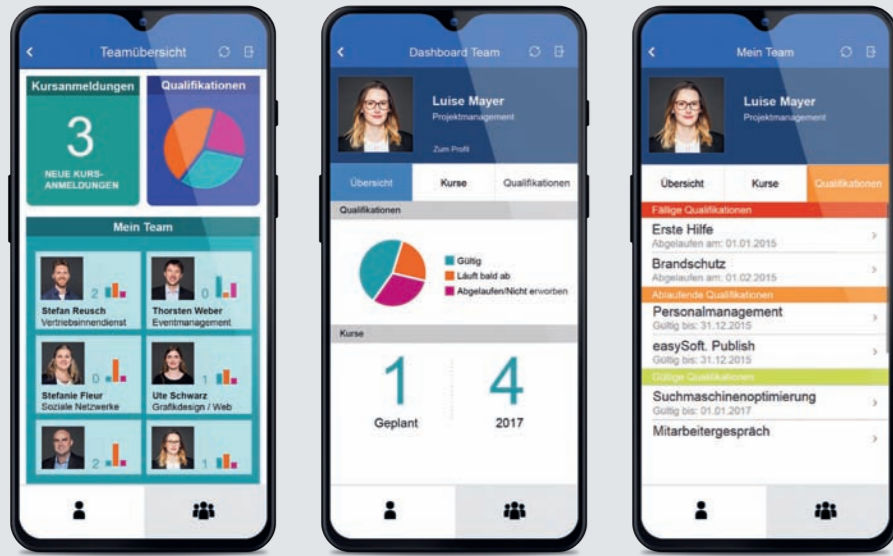 Teamübersicht
Kursanmeldungen
Qualifikationen
3
NEUE KURS-
ANMELDUNGEN
Mein Team
2
Stefan Reusch
Vertriebsinnendienst
0
Thorsten Weber
Eventmanagement
0
Stefanie Fleur
Soziale Netzwerke
1
Ute Schwarz
Grafikdesign / Web
2
1
Dashboard Team
Luise Mayer
Projektmanagement
Zum Profil
Übersicht
Kurse
Qualifikationen
Qualifikationen
Gültig
Läuft bald ab
Abgelaufen/Nicht erworben
Kurse
1
Geplant
4
2017
Mein Team
Luise Mayer
Projektmanagement
Übersicht
Kurse
Qualifikationen
Fällige Qualifikationen
Erste Hilfe
Abgelaufen am: 01.01.2015
Brandschutz
Abgelaufen am: 01.02.2015
Ablaufende Qualifikationen
Personalmanagement
Gültig bis: 31.12.2015
easySoft. Publish
Gültig bis: 31.12.2015
Gültige Qualifikationen
Suchmaschinenoptimierung
Gültig bis: 01.01.2017
Mitarbeitergespräch